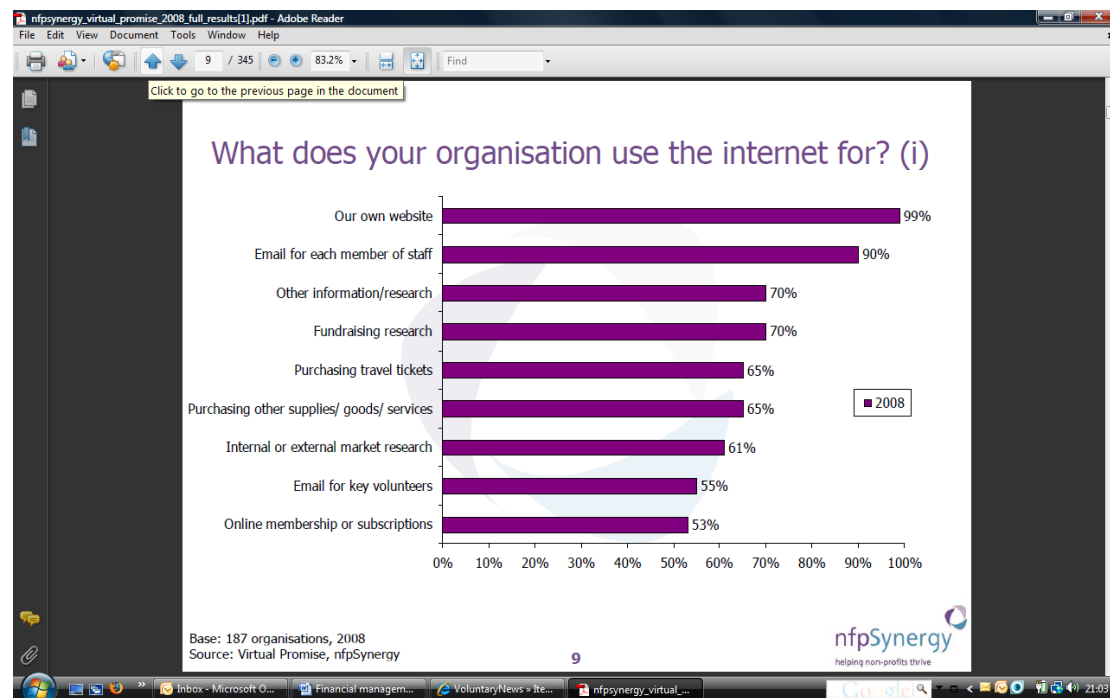 nfpsynergy_virtual_promise_2008_full_results[1].pdf - Adobe Reader
File Edit View Document Tools Window Help
9 / 345 83.2% Find
Click to go to the previous page in the document
What does your organisation use the internet for? (i)
Our own website 99%
Email for each member of staff 90%
Other information/research 70%
Fundraising research 70%
Purchasing travel tickets 65%
Purchasing other supplies/ goods/ services 65%
2008
Internal or external market research 61%
Email for key volunteers 55%
Online membership or subscriptions 53%
0% 10% 20% 30% 40% 50% 60% 70% 80% 90% 100%
Base: 187 organisations, 2008
Source: Virtual Promise, nfpSynergy
9
nfpSynergy
helping non-profits thrive
Inbox - Microsoft O... Financial managem... VoluntaryNews » Ite... nfpsynergy_virtual_... Google 21:03